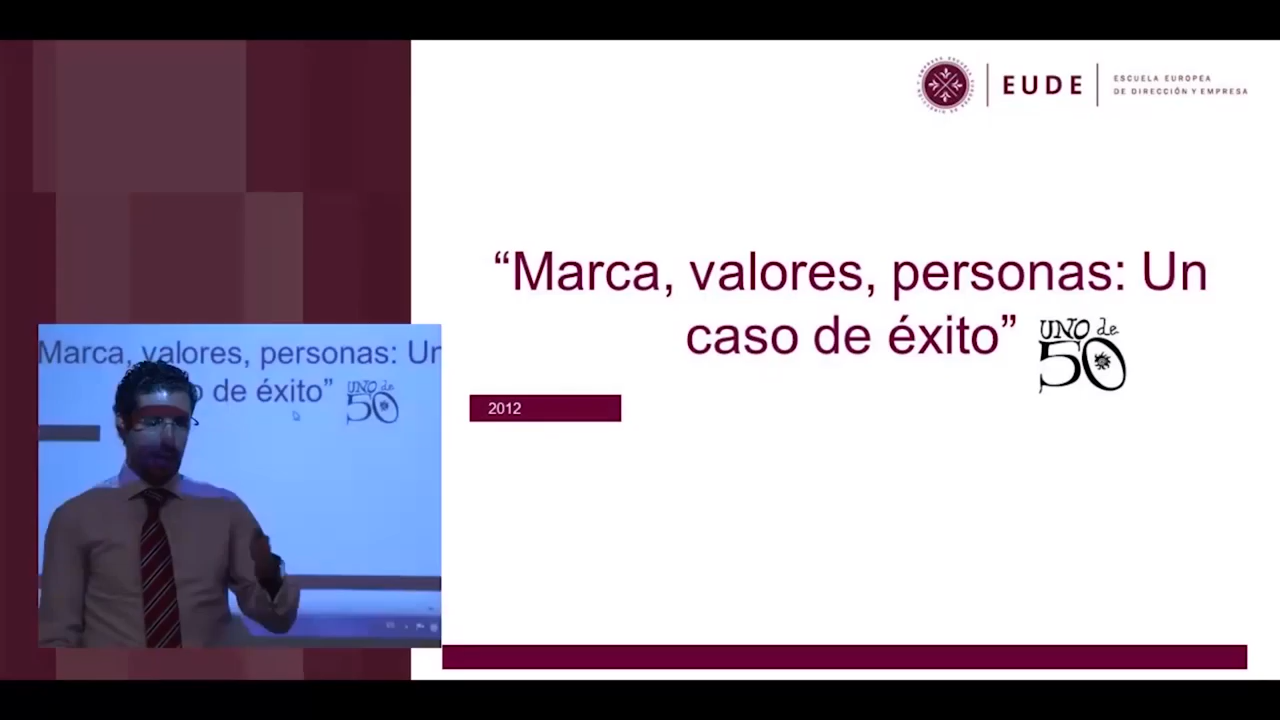 EUDE
ESCUELA EUROPEA
DE DIRECCIÓN Y EMPRESA
“Marca, valores, personas: Un
caso de éxito”
UNO de
50
2012
Marca, valores, personas: Un
o de éxito”
UNO de
50